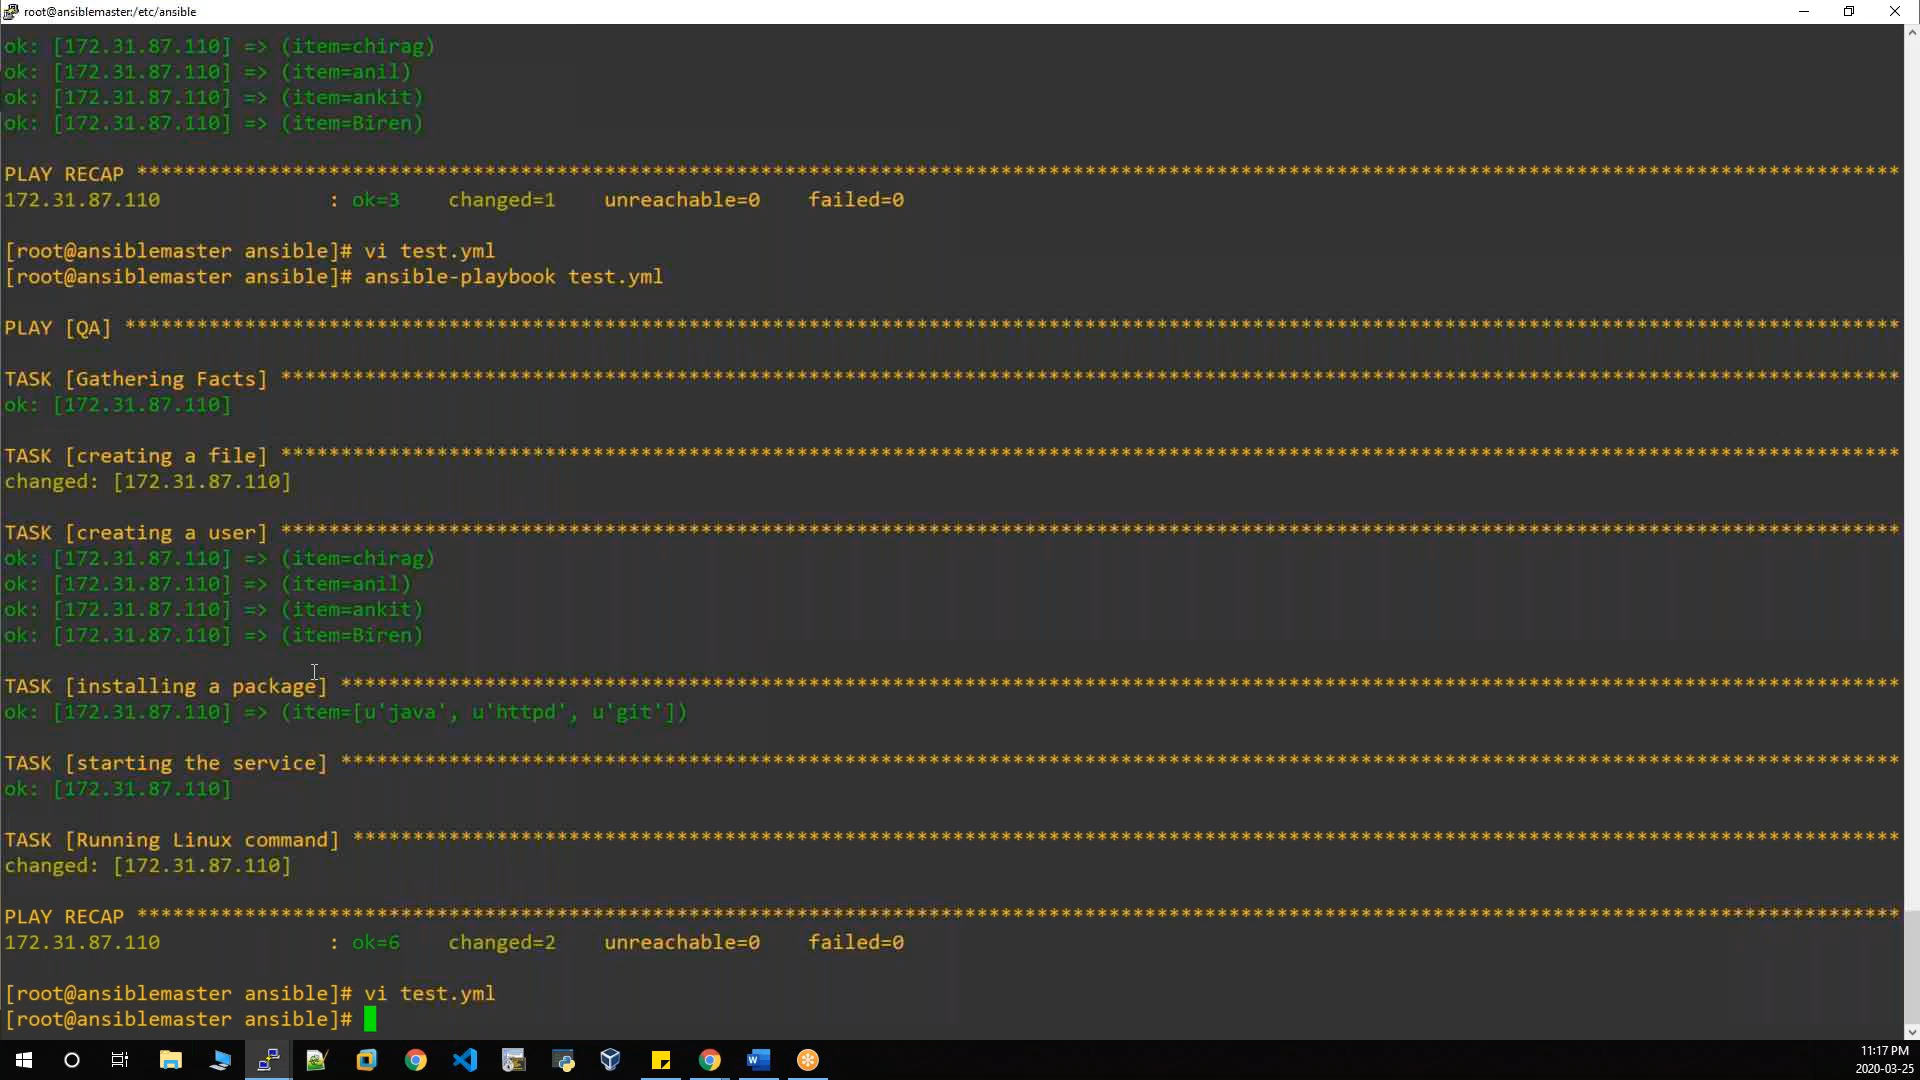 root@ansiblemaster:/etc/ansible
ok: [172.31.87.110] => (item=chirag)
ok: [172.31.87.110] => (item=anil)
ok: [172.31.87.110] => (item=ankit)
ok: [172.31.87.110] => (item=Biren)
PLAY RECAP ****************************************************************************************************************************************************
172.31.87.110 : ok=3 changed=1 unreachable=0 failed=0
[root@ansiblemaster ansible]# vi test.yml
[root@ansiblemaster ansible]# ansible-playbook test.yml
PLAY [QA] *****************************************************************************************************************************************************
TASK [Gathering Facts] ****************************************************************************************************************************************
ok: [172.31.87.110]
TASK [creating a file] ****************************************************************************************************************************************
changed: [172.31.87.110]
TASK [creating a user] ****************************************************************************************************************************************
ok: [172.31.87.110] => (item=chirag)
ok: [172.31.87.110] => (item=anil)
ok: [172.31.87.110] => (item=ankit)
ok: [172.31.87.110] => (item=Biren)
TASK [installing a package] ***********************************************************************************************************************************
ok: [172.31.87.110] => (item=[u'java', u'httpd', u'git'])
TASK [starting the service] ***********************************************************************************************************************************
ok: [172.31.87.110]
TASK [Running Linux command] **********************************************************************************************************************************
changed: [172.31.87.110]
PLAY RECAP ****************************************************************************************************************************************************
172.31.87.110 : ok=6 changed=2 unreachable=0 failed=0
[root@ansiblemaster ansible]# vi test.yml
[root@ansiblemaster ansible]#
11:17 PM
2020-03-25